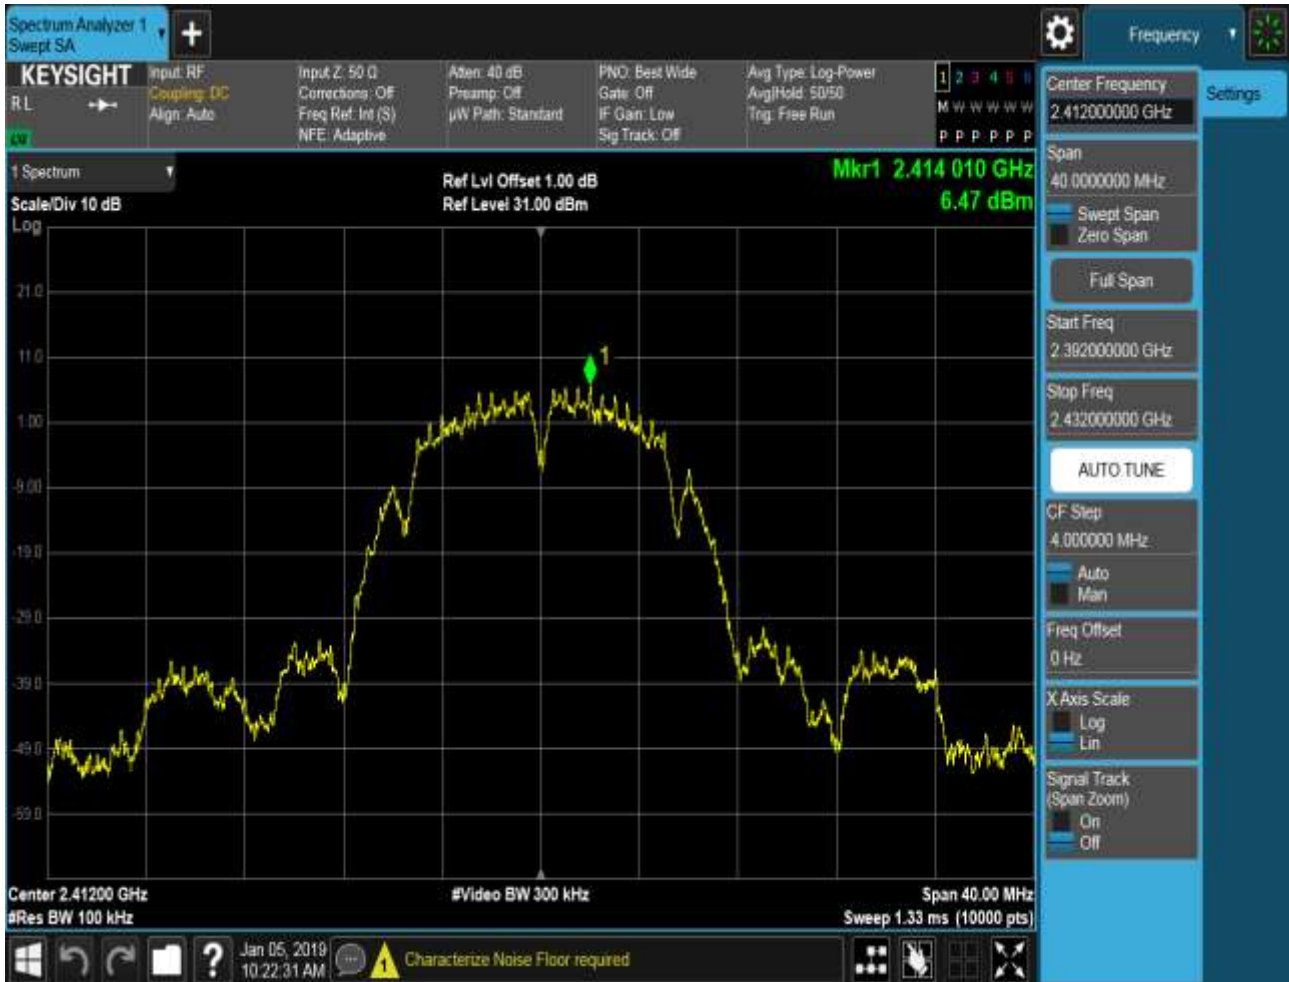 Spectrum Analyzer 1
Swept SA
+
Frequency
KEYSIGHT
RL
Input: RF
Coupling: DC
Align: Auto
Input Z: 50 Ω
Corrections: Off
Freq Ref: Int (S)
NFE: Adaptive
Atten: 40 dB
Preamp: Off
µW Path: Standard
PNO: Best Wide
Gate: Off
IF Gain: Low
Sig Track: Off
Avg Type: Log-Power
Avg|Hold: 50/50
Trig: Free Run
1 2 3 4 5 6
M W W W W W
P P P P P P
1 Spectrum
Scale/Div 10 dB
Log
Ref Lvl Offset 1.00 dB
Ref Level 31.00 dBm
Mkr1 2.414 010 GHz
6.47 dBm
21.0
11.0
1.00
-9.00
-19.0
-29.0
-39.0
-49.0
-59.0
1
Center 2.41200 GHz
#Res BW 100 kHz
#Video BW 300 kHz
Span 40.00 MHz
Sweep 1.33 ms (10000 pts)
Center Frequency
2.412000000 GHz
Settings
Span
40.0000000 MHz
Swept Span
Zero Span
Full Span
Start Freq
2.392000000 GHz
Stop Freq
2.432000000 GHz
AUTO TUNE
CF Step
4.000000 MHz
Auto
Man
Freq Offset
0 Hz
X Axis Scale
Log
Lin
Signal Track
(Span Zoom)
On
Off
?
Jan 05, 2019
10:22:31 AM
1
Characterize Noise Floor required